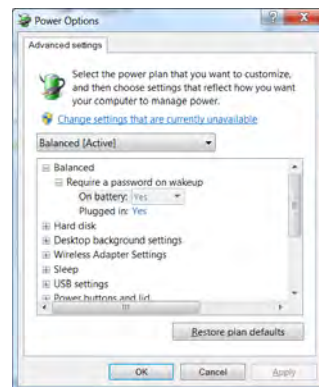 Power Options
Advanced settings
Select the power plan that you want to customize,
and then choose settings that reflect how you want
your computer to manage power.
Change settings that are currently unavailable
Balanced [Active]
Balanced
Require a password on wakeup
On battery: Yes
Plugged in: Yes
Hard disk
Desktop background settings
Wireless Adapter Settings
Sleep
USB settings
Power buttons and lid
Restore plan defaults
OK Cancel Apply